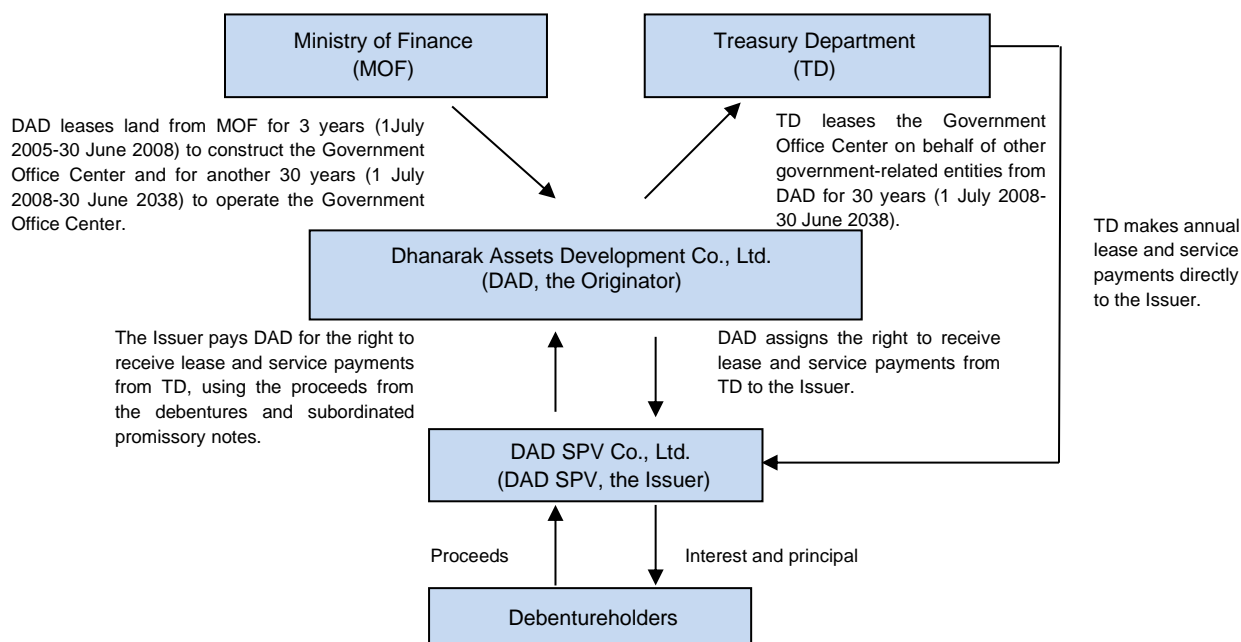 Ministry of Finance
(MOF)
Treasury Department
(TD)
DAD leases land from MOF for 3 years (1July
2005-30 June 2008) to construct the Government
Office Center and for another 30 years (1 July
2008-30 June 2038) to operate the Government
Office Center.
TD leases the Government
Office Center on behalf of other
government-related entities from
DAD for 30 years (1 July 2008-
30 June 2038).
TD makes annual
lease and service
payments directly
to the Issuer.
Dhanarak Assets Development Co., Ltd.
(DAD, the Originator)
The Issuer pays DAD for the right to
receive lease and service payments
from TD, using the proceeds from
the debentures and subordinated
promissory notes.
DAD assigns the right to receive
lease and service payments from
TD to the Issuer.
DAD SPV Co., Ltd.
(DAD SPV, the Issuer)
Proceeds
Interest and principal
Debentureholders